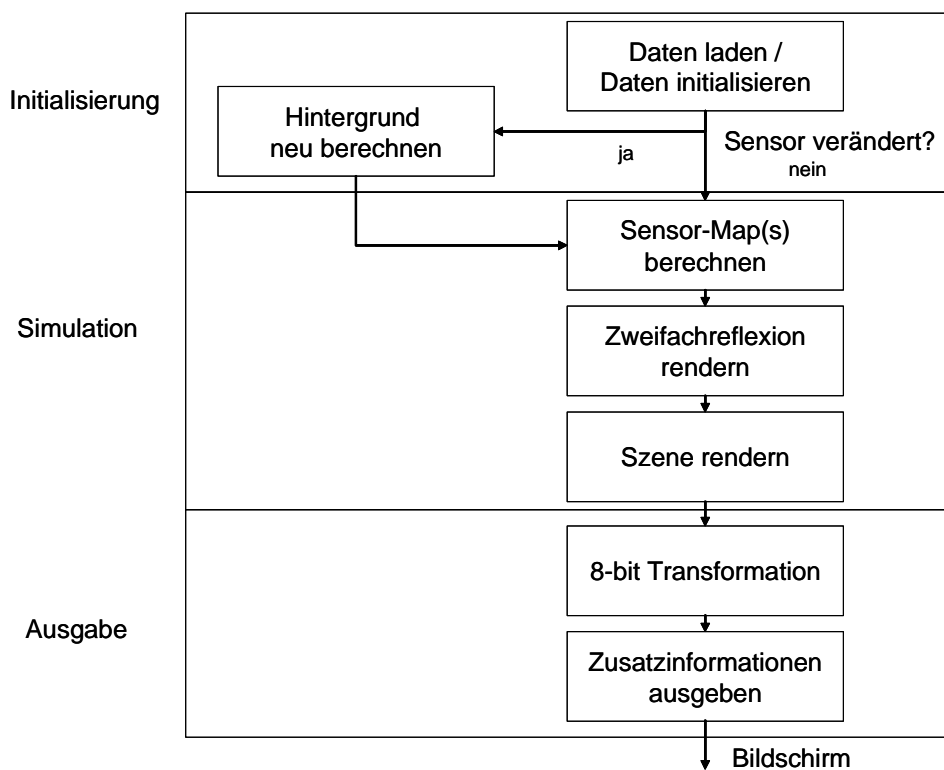 Daten laden /
Daten initialisieren
Initialisierung
Hintergrund
neu berechnen
ja
Sensor verändert?
nein
Sensor-Map(s)
berechnen
Simulation
Zweifachreflexion
rendern
Szene rendern
8-bit Transformation
Ausgabe
Zusatzinformationen
ausgeben
Bildschirm